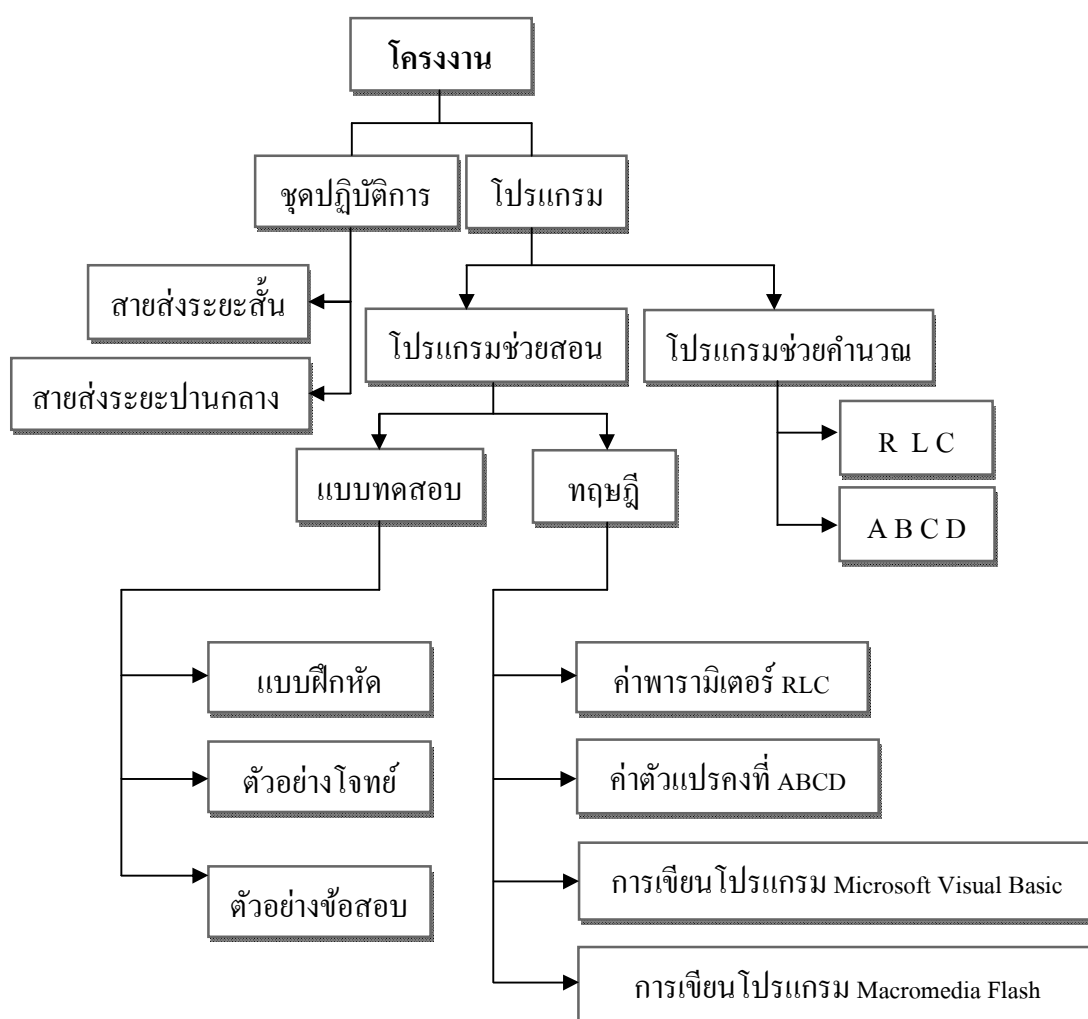 โครงงาน
ชุดปฏิบัติการ
โปรแกรม
สายส่งระยะสั้น
โปรแกรมช่วยสอน
โปรแกรมช่วยคำนวณ
สายส่งระยะปานกลาง
R L C
แบบทดสอบ
ทฤษฎี
A B C D
แบบฝึกหัด
ค่าพารามิเตอร์ RLC
ตัวอย่างโจทย์
ค่าตัวแปรคงที่ ABCD
ตัวอย่างข้อสอบ
การเขียนโปรแกรม Microsoft Visual Basic
การเขียนโปรแกรม Macromedia Flash